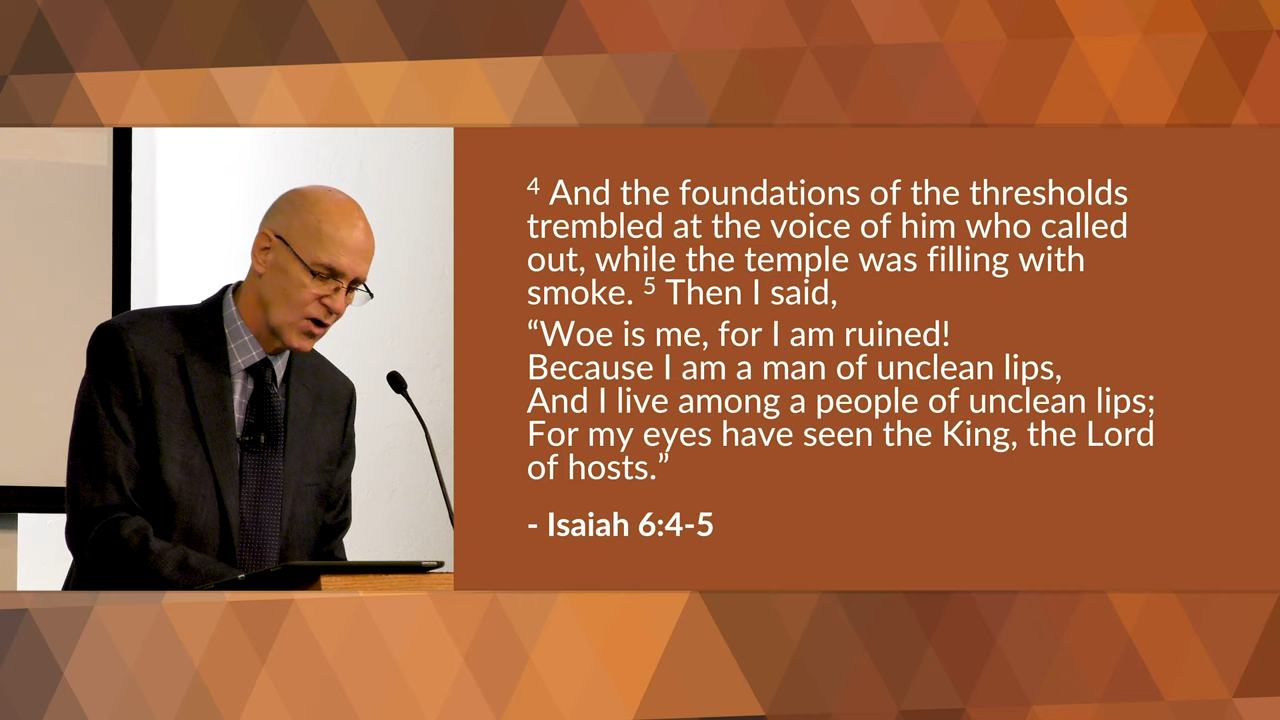 ⁴ And the foundations of the thresholds
trembled at the voice of him who called
out, while the temple was filling with
smoke. ⁵ Then I said,
“Woe is me, for I am ruined!
Because I am a man of unclean lips,
And I live among a people of unclean lips;
For my eyes have seen the King, the Lord
of hosts.”
- Isaiah 6:4-5